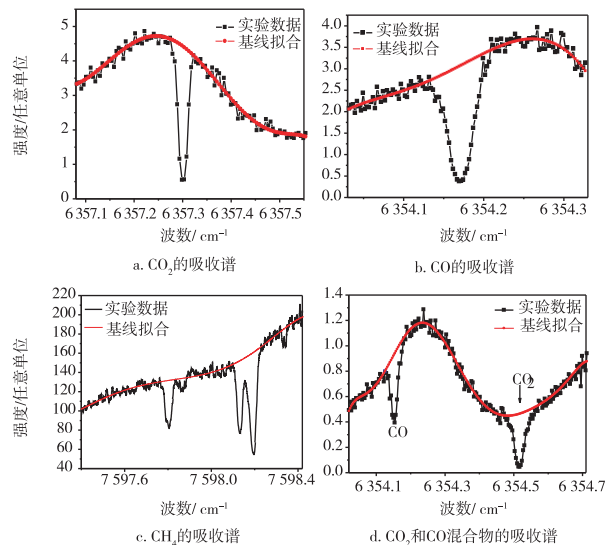 实验数据
基线拟合
5
4
3
2
1
0
强度/任意单位
6 357.1 6 357.2 6 357.3 6 357.4 6 357.5
波数/ cm⁻¹
a. CO₂的吸收谱
实验数据
基线拟合
4.0
3.5
3.0
2.5
2.0
1.5
1.0
0.5
0.0
6 354.1 6 354.2 6 354.3
波数/ cm⁻¹
b. CO的吸收谱
实验数据
基线拟合
220
200
180
160
140
120
100
80
60
40
强度/任意单位
7 597.6 7 598.0 7 598.4
波数/ cm⁻¹
c. CH₄的吸收谱
实验数据
基线拟合
1.4
1.2
1.0
0.8
0.6
0.4
0.2
0.0
CO
CO2
6 354.1 6 354.3 6 354.5 6 354.7
波数/ cm⁻¹
d. CO₂和CO混合物的吸收谱